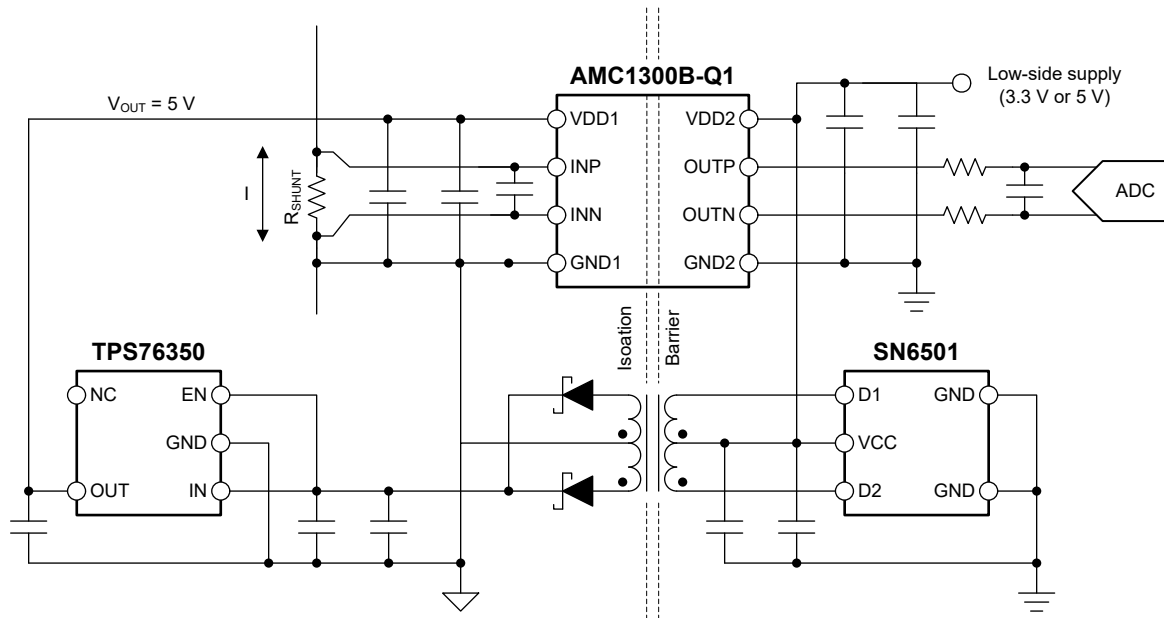 AMC1300B-Q1
Low-side supply
(3.3 V or 5 V)
VOUT = 5 V
VDD1
VDD2
INP
OUTP
I
RSHUNT
ADC
INN
OUTN
GND1
GND2
Isoation
Barrier
TPS76350
SN6501
NC
EN
D1
GND
GND
VCC
OUT
IN
D2
GND